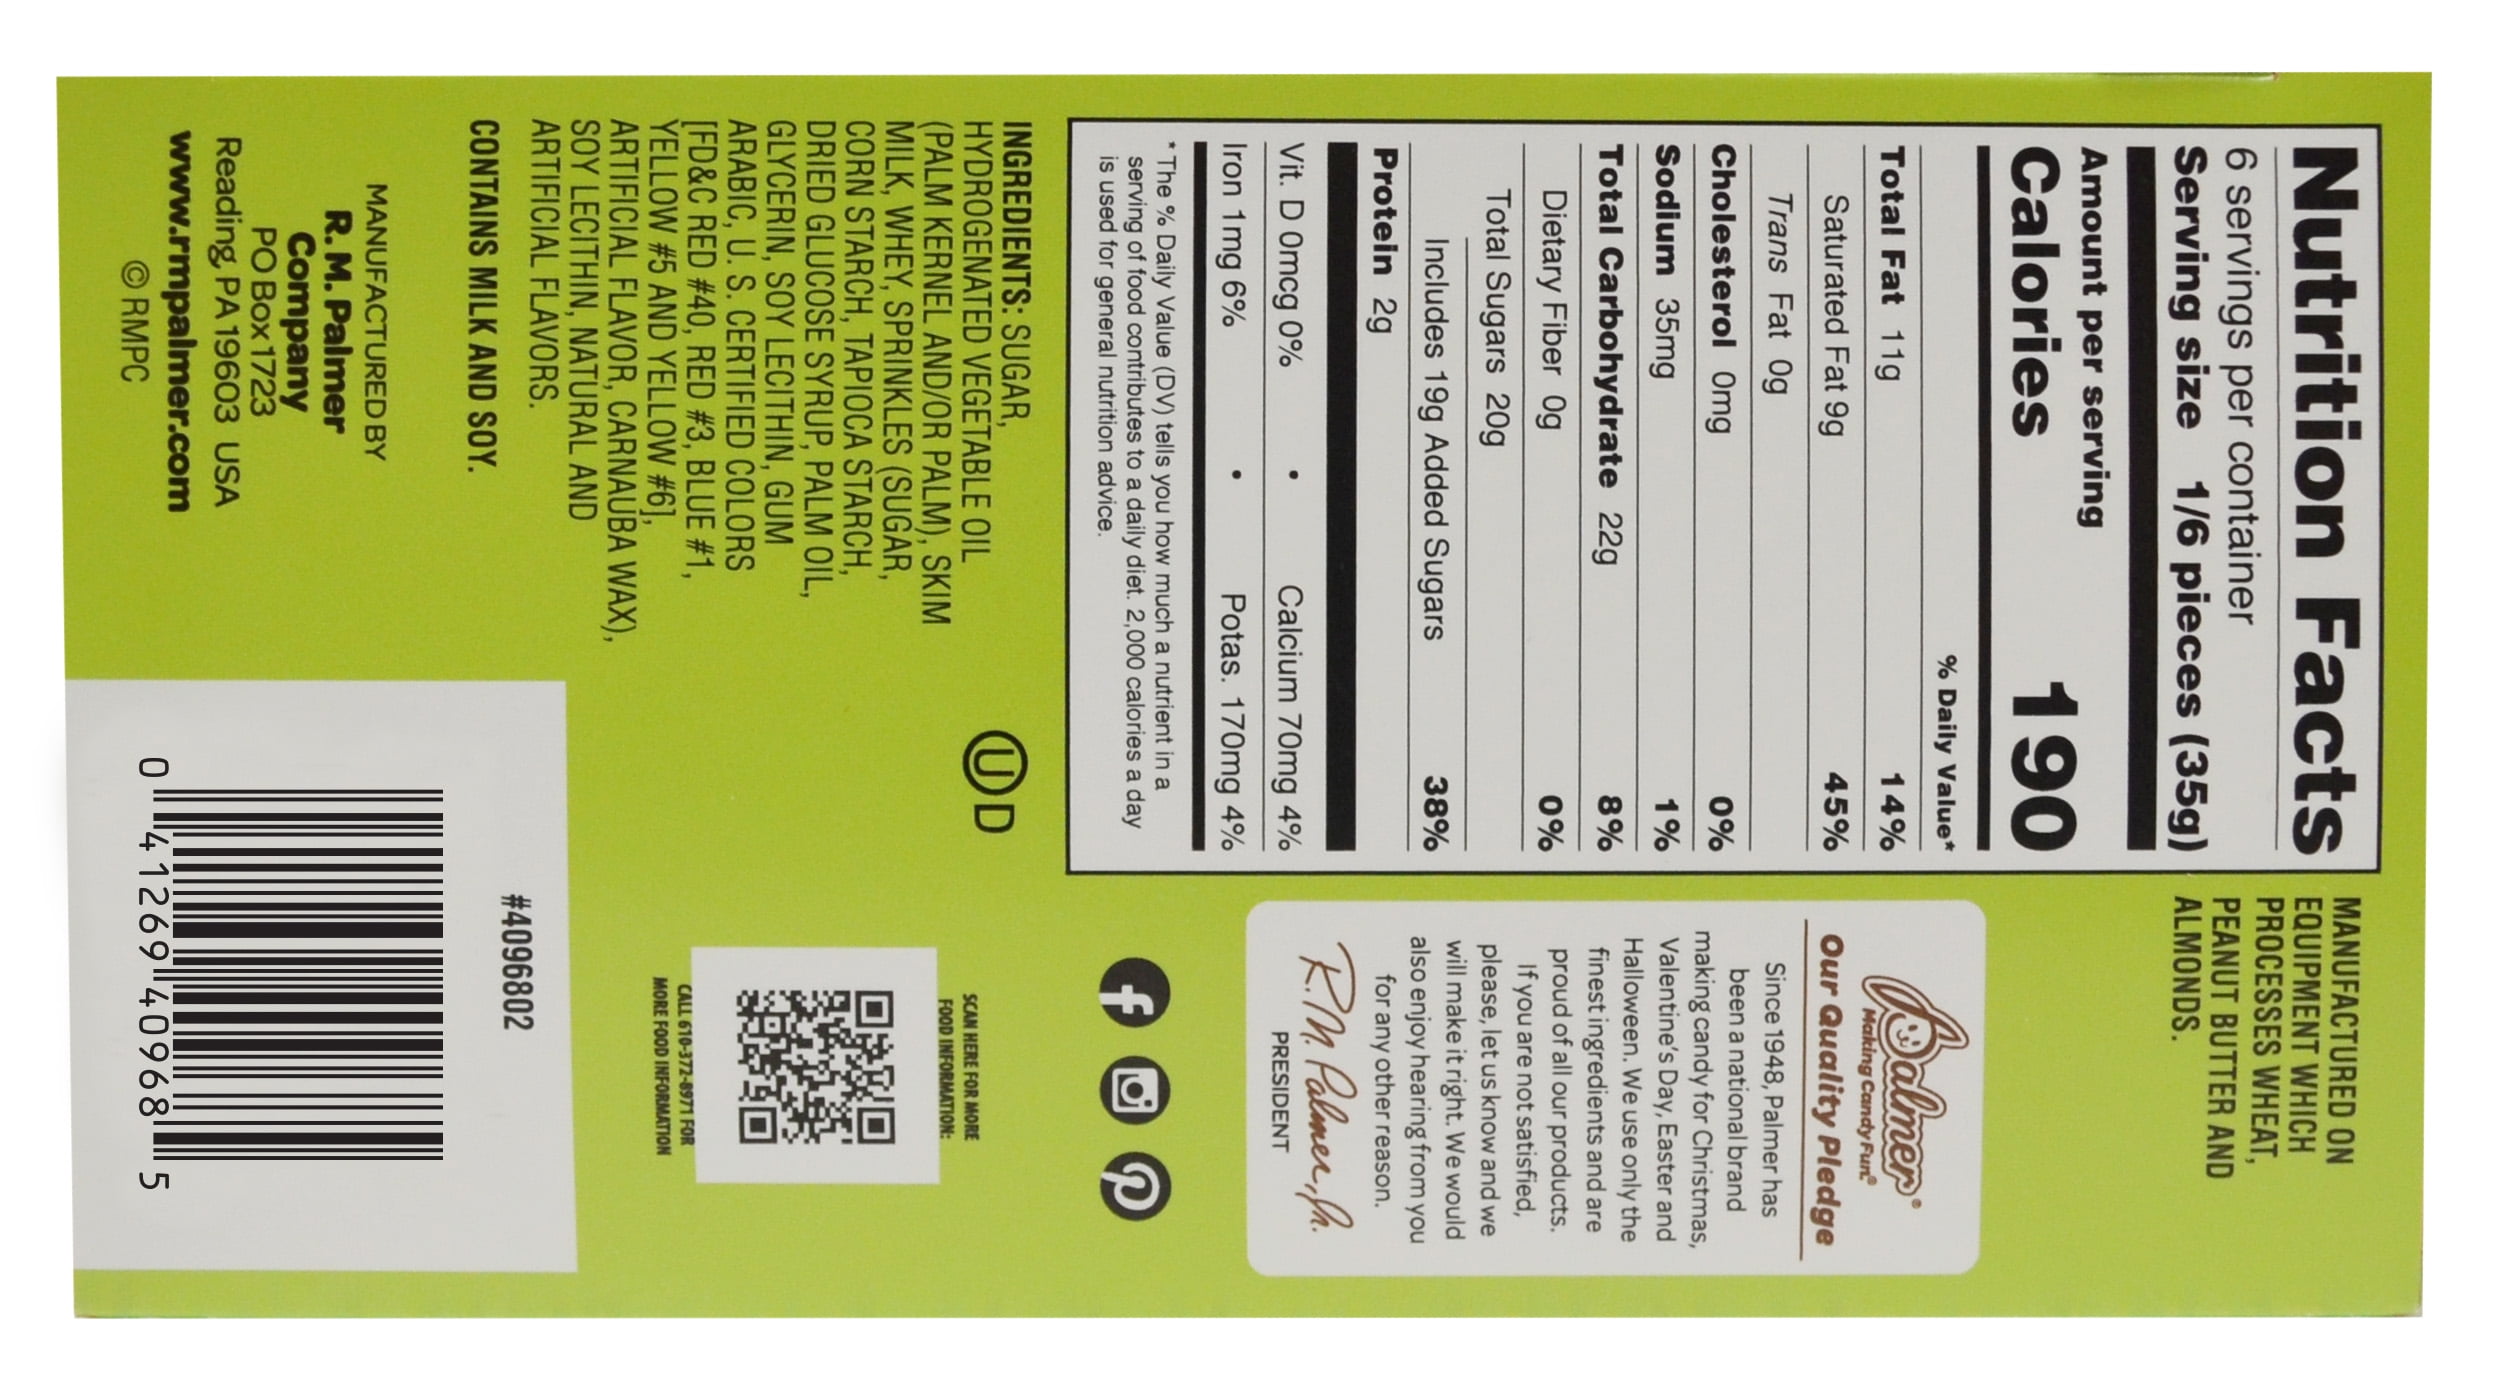 Nutrition Facts
6 servings per container
Serving size 1/6 pieces (35g)
Amount per serving
Calories 190
% Daily Value*
Total Fat 11g 14%
Saturated Fat 9g 45%
Trans Fat 0g
Cholesterol 0mg 0%
Sodium 35mg 1%
Total Carbohydrate 22g 8%
Dietary Fiber 0g 0%
Total Sugars 20g
Includes 19g Added Sugars 38%
Protein 2g
Vit. D 0mcg 0% • Calcium 70mg 4%
Iron 1mg 6% • Potas. 170mg 4%
* The % Daily Value (DV) tells you how much a nutrient in a
serving of food contributes to a daily diet. 2,000 calories a day
is used for general nutrition advice.
INGREDIENTS: SUGAR,
HYDROGENATED VEGETABLE OIL
(PALM KERNEL AND/OR PALM), SKIM
MILK, WHEY, SPRINKLES (SUGAR,
CORN STARCH, TAPIOCA STARCH,
DRIED GLUCOSE SYRUP, PALM OIL,
GLYCERIN, SOY LECITHIN, GUM
ARABIC, U. S. CERTIFIED COLORS
[FD&C RED #40, RED #3, BLUE #1,
YELLOW #5 AND YELLOW #6],
ARTIFICIAL FLAVOR, CARNAUBA WAX),
SOY LECITHIN, NATURAL AND
ARTIFICIAL FLAVORS.
CONTAINS MILK AND SOY.
MANUFACTURED BY
R. M. Palmer
Company
PO Box 1723
Reading, PA 19603 USA
www.rmpalmer.com
© RMPC
U D
MANUFACTURED ON
EQUIPMENT WHICH
PROCESSES WHEAT,
PEANUT BUTTER AND
ALMONDS.
Palmer®
Making Candy Fun.®
Our Quality Pledge
Since 1948, Palmer has
been a national brand
making candy for Christmas,
Valentine's Day, Easter and
Halloween. We use only the
finest ingredients and are
proud of all our products.
If you are not satisfied,
please, let us know and we
will make it right. We would
also enjoy hearing from you
for any other reason.
R. M. Palmer, Jr.
PRESIDENT
SCAN HERE FOR MORE
FOOD INFORMATION:
CALL 610-372-8971 FOR
MORE FOOD INFORMATION
#4096802
0 41269 40968 5